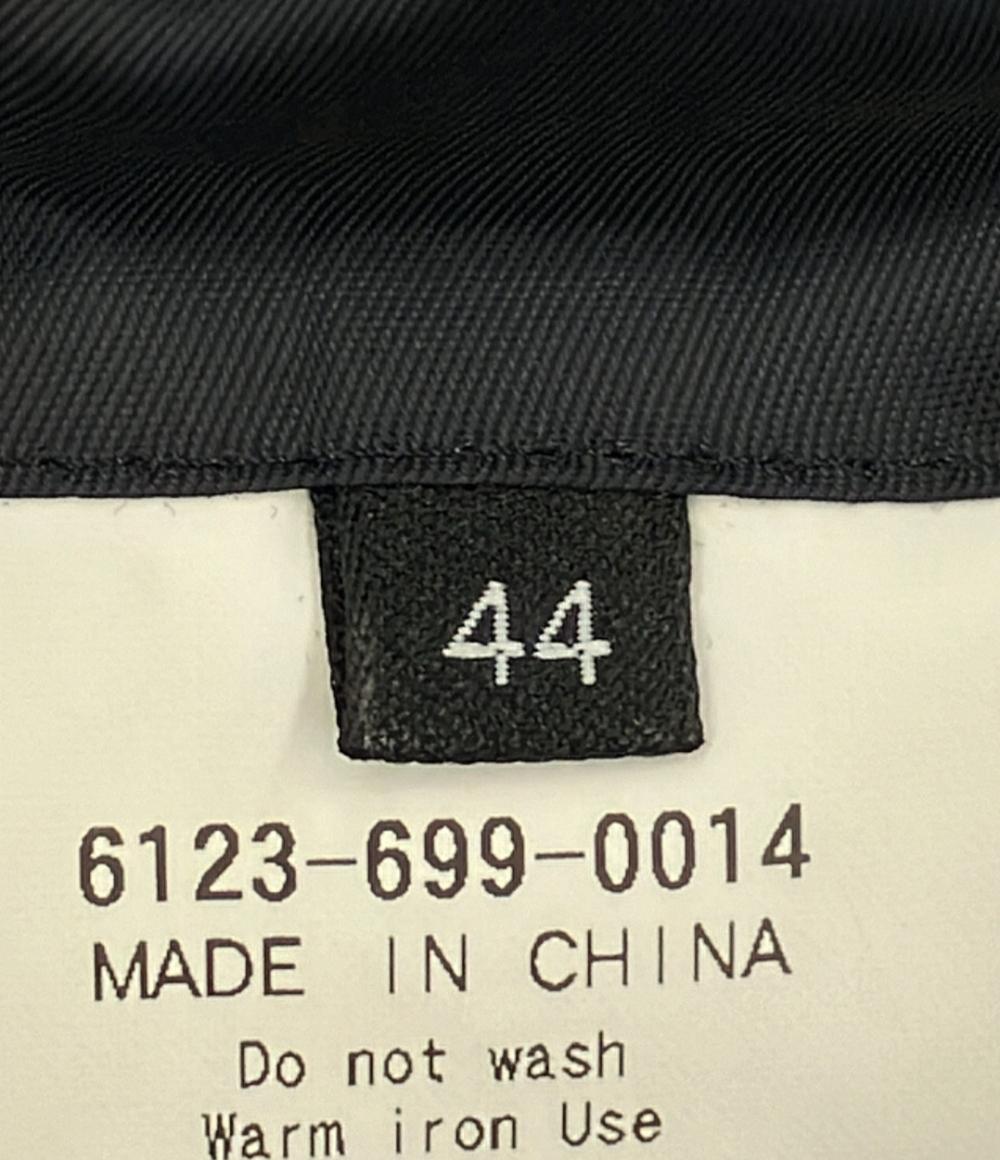 44
6123-699-0014
MADE IN CHINA
Do not wash
Warm iron Use